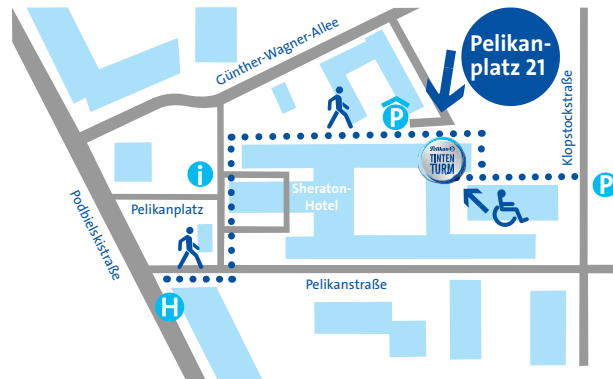 Pelikan-
platz 21
Günther-Wagner-Allee
Klopstockstraße
P
Pelikan
TINTEN
TURM
i
P
Sheraton-
Hotel
Pelikanplatz
Podbielskistraße
Pelikanstraße
H